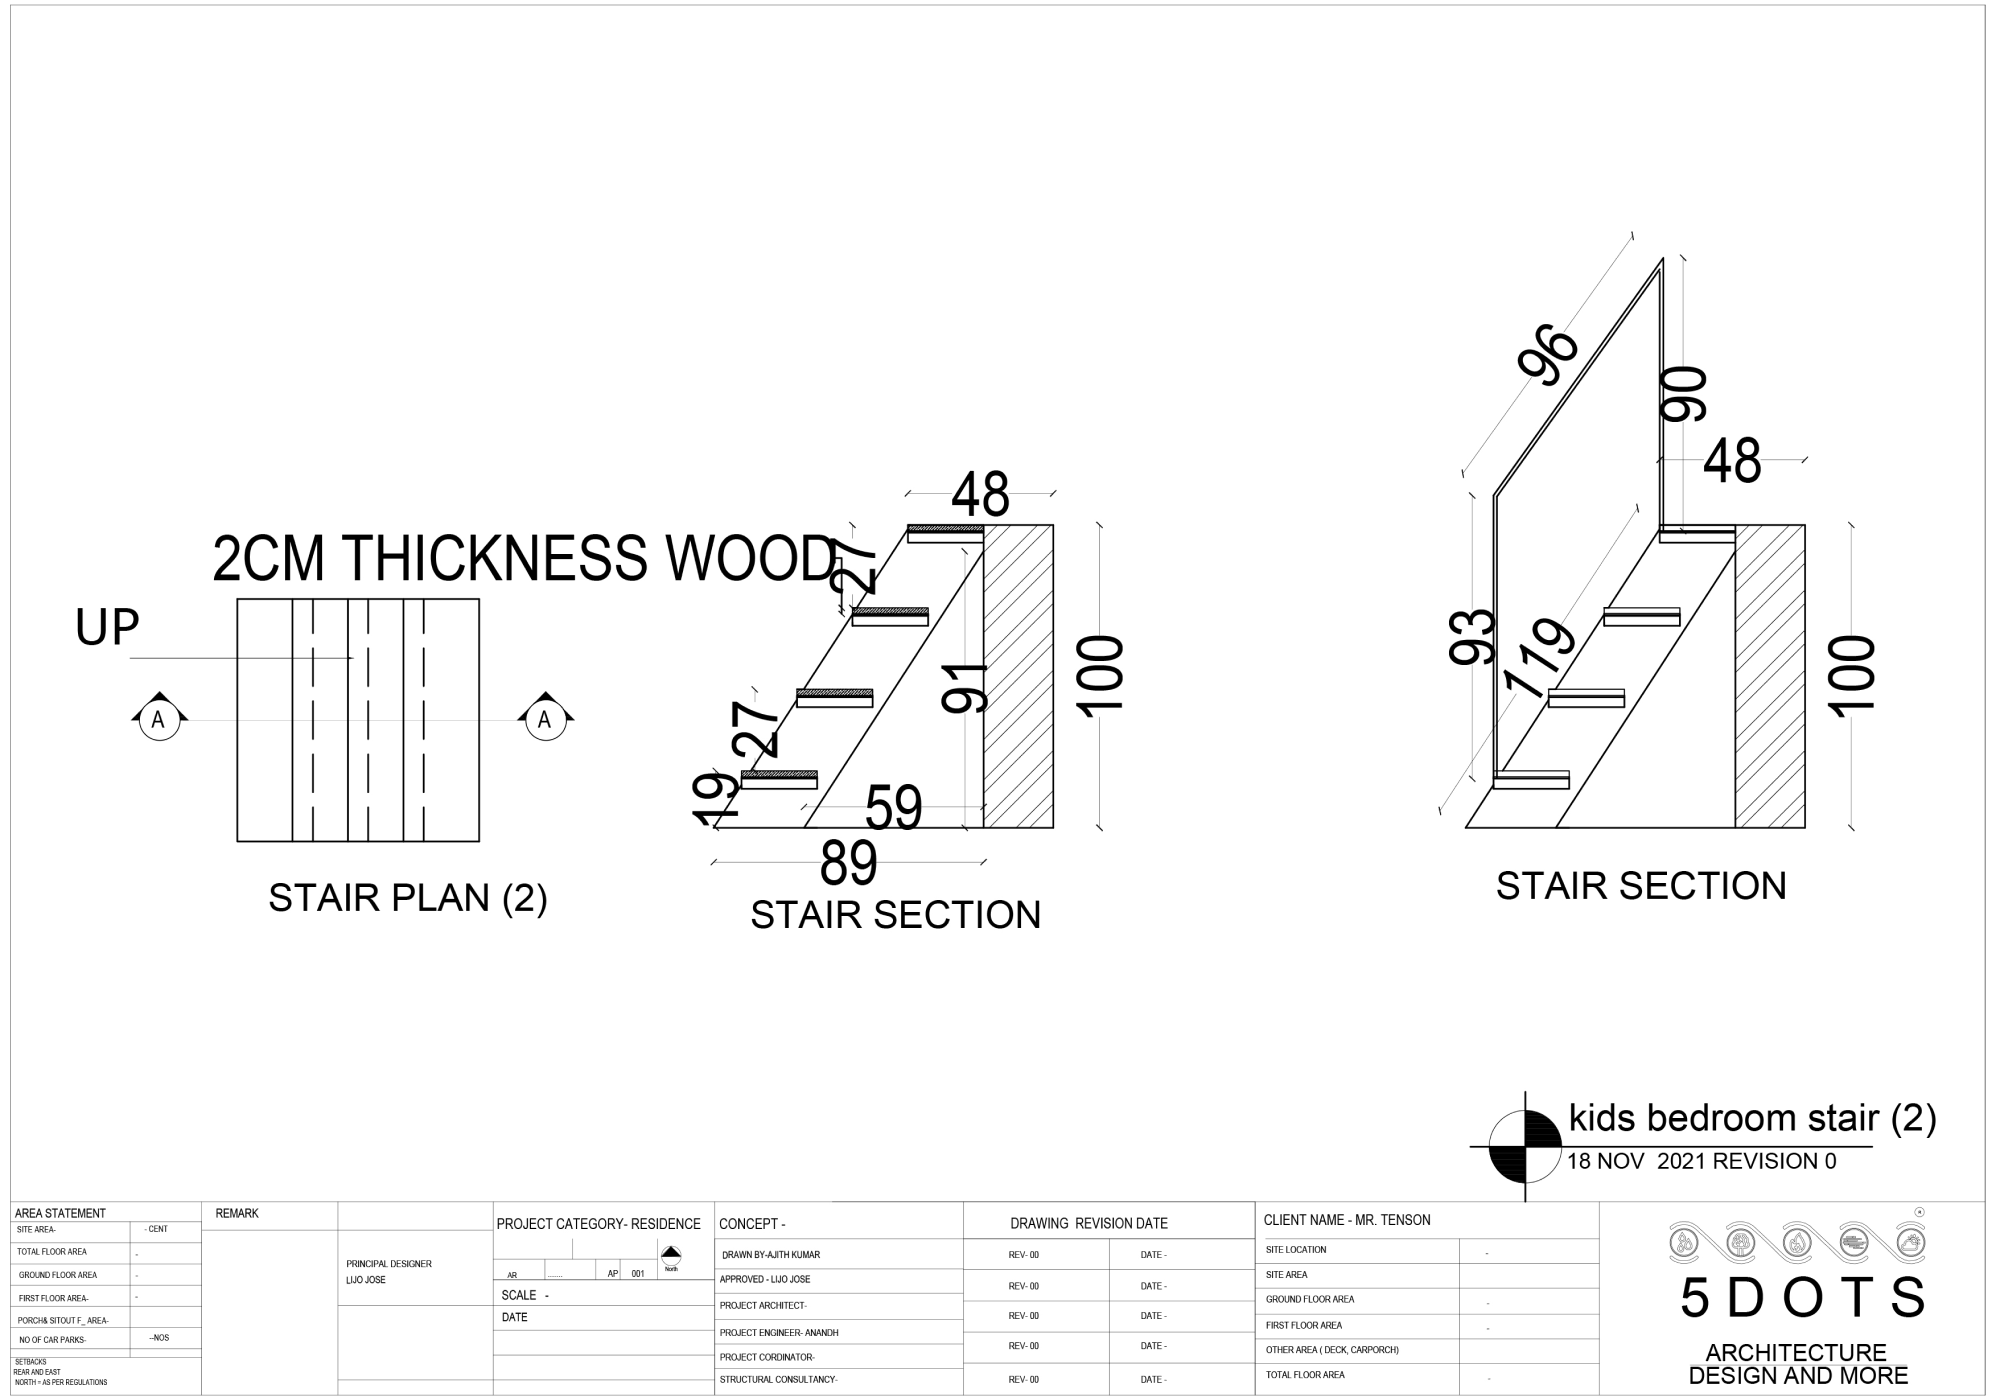 2CM THICKNESS WOOD
UP
A
A
STAIR PLAN (2)
48
27
27
19
91
100
59
89
STAIR SECTION
96
90
48
93
119
100
STAIR SECTION
kids bedroom stair (2)
18 NOV 2021 REVISION 0
AREA STATEMENT
SITE AREA- - CENT
TOTAL FLOOR AREA -
GROUND FLOOR AREA -
FIRST FLOOR AREA- -
PORCH& SITOUT F_ AREA-
NO OF CAR PARKS- --NOS
SETBACKS
REAR AND EAST
NORTH = AS PER REGULATIONS
REMARK
PRINCIPAL DESIGNER
LIJO JOSE
PROJECT CATEGORY- RESIDENCE
North
AR ....... AP 001
SCALE -
DATE
CONCEPT -
DRAWN BY-AJITH KUMAR
APPROVED - LIJO JOSE
PROJECT ARCHITECT-
PROJECT ENGINEER- ANANDH
PROJECT CORDINATOR-
STRUCTURAL CONSULTANCY-
DRAWING REVISION DATE
REV- 00 DATE -
REV- 00 DATE -
REV- 00 DATE -
REV- 00 DATE -
REV- 00 DATE -
CLIENT NAME - MR. TENSON
SITE LOCATION -
SITE AREA
GROUND FLOOR AREA -
FIRST FLOOR AREA -
OTHER AREA ( DECK, CARPORCH)
TOTAL FLOOR AREA -
5 D O T S
ARCHITECTURE
DESIGN AND MORE